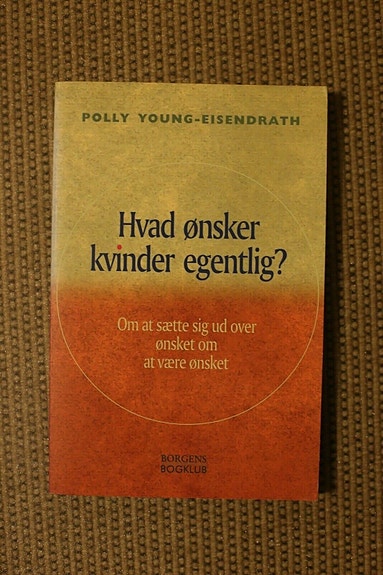 POLLY YOUNG-EISENDRATH
Hvad ønsker
kvinder egentlig?
Om at sætte sig ud over
ønsket om
at være ønsket
BORGENS
BOGKLUB